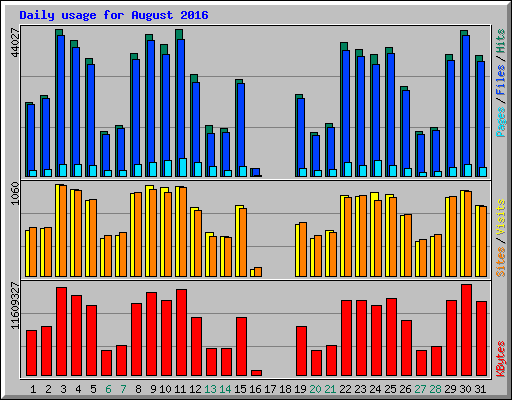 Daily usage for August 2016
44027
Pages / Files / Hits
1060
Sites / Visits
11609327
KBytes
1 2 3 4 5 6 7 8 9 10 11 12 13 14 15 16 17 18 19 20 21 22 23 24 25 26 27 28 29 30 31